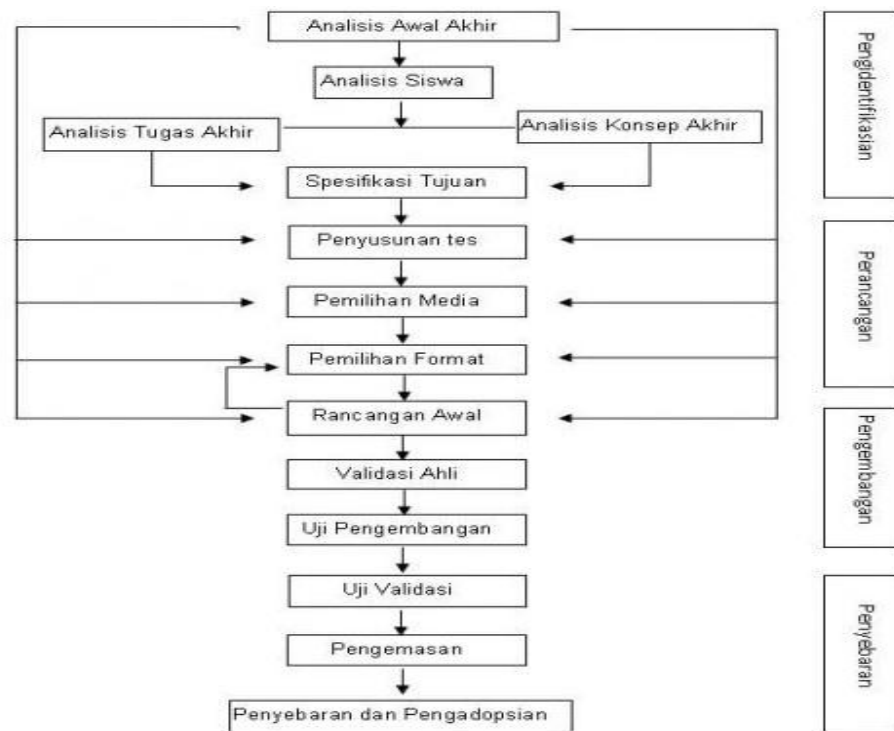 Analisis Awal Akhir
Analisis Siswa
Analisis Tugas Akhir
Analisis Konsep Akhir
Spesifikasi Tujuan
Penyusunan tes
Pemilihan Media
Pemilihan Format
Rancangan Awal
Validasi Ahli
Uji Pengembangan
Uji Validasi
Pengemasan
Penyebaran dan Pengadopsian
Pengidentifikasian
Perancangan
Pengembangan
Penyebaran